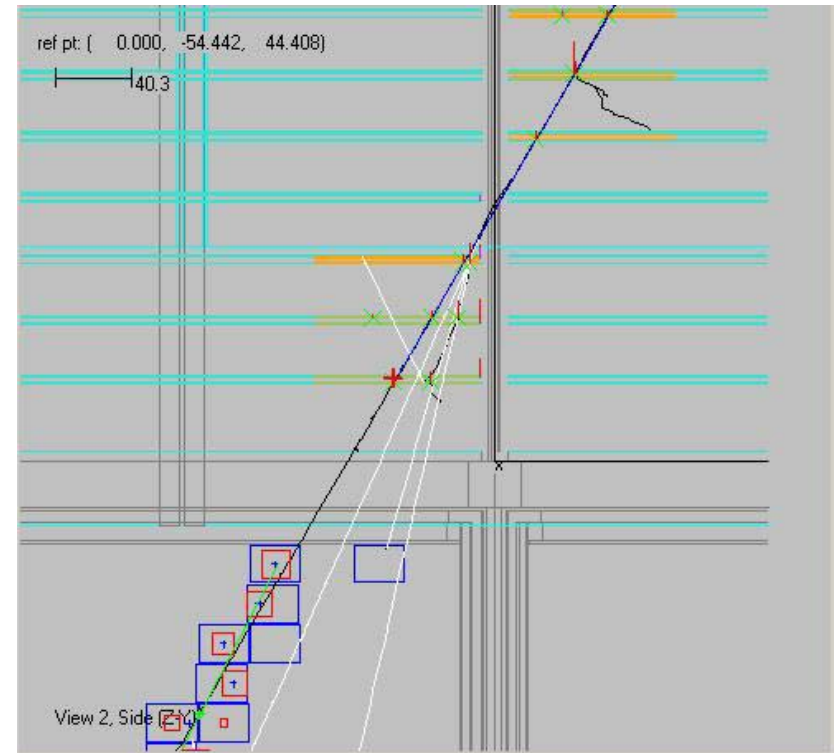 ref pt: ( 0.000, -54.442, 44.408)
40.3
x
View 2, Side (Z-Y)